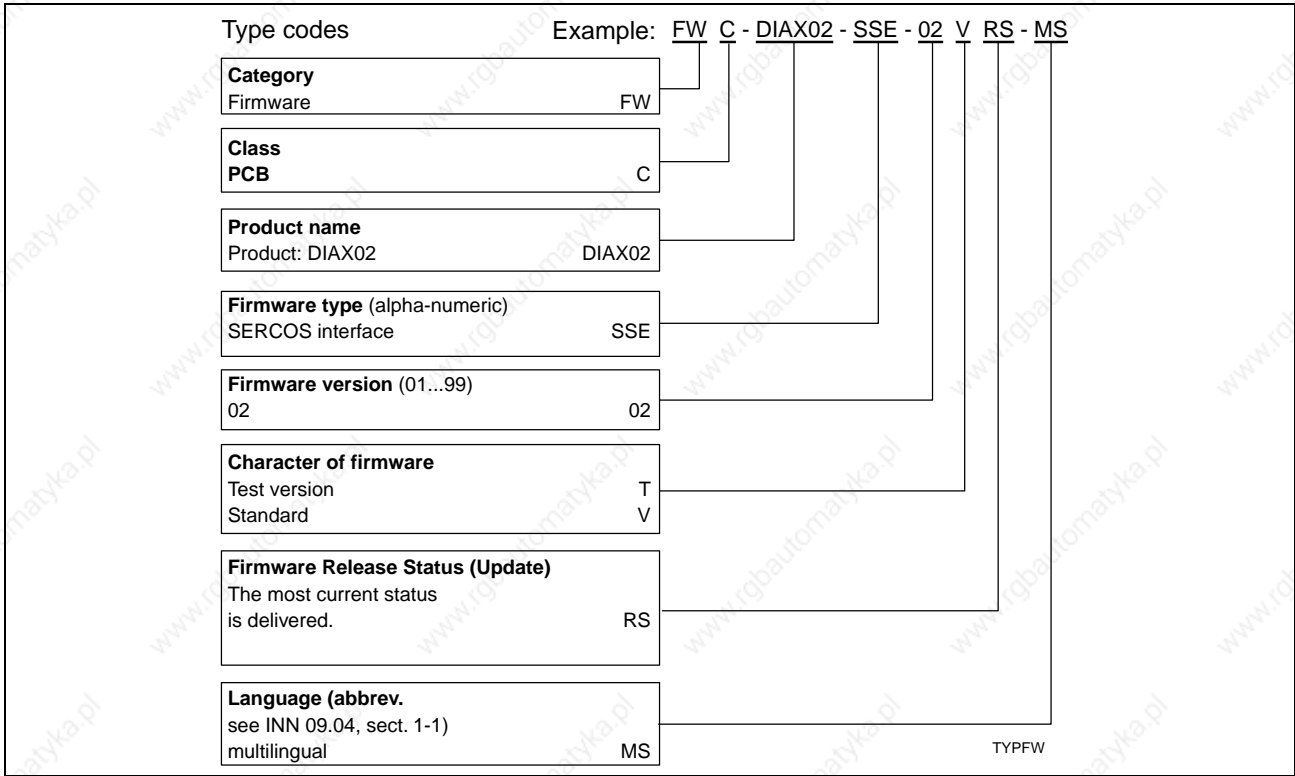 Type codes Example: FW C - DIAX02 - SSE - 02 V RS - MS
Category
Firmware FW
Class
PCB C
Product name
Product: DIAX02 DIAX02
Firmware type (alpha-numeric)
SERCOS interface SSE
Firmware version (01...99)
02 02
Character of firmware
Test version T
Standard V
Firmware Release Status (Update)
The most current status
is delivered. RS
Language (abbrev.
see INN 09.04, sect. 1-1)
multilingual MS
TYPFW
www.rgbautomatyka.pl